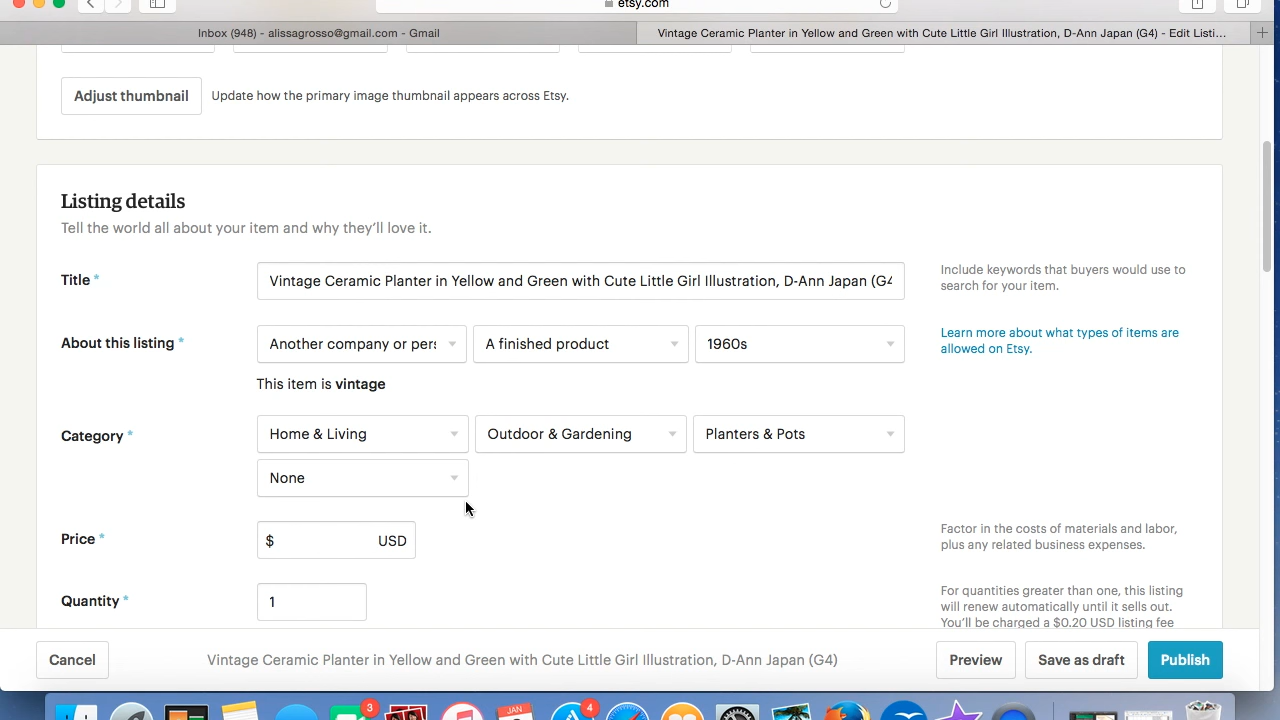 etsy.com
Inbox (948) - alissagrosso@gmail.com - Gmail
Vintage Ceramic Planter in Yellow and Green with Cute Little Girl Illustration, D-Ann Japan (G4) - Edit Listi...
Adjust thumbnail Update how the primary image thumbnail appears across Etsy.
Listing details
Tell the world all about your item and why they'll love it.
Title * Vintage Ceramic Planter in Yellow and Green with Cute Little Girl Illustration, D-Ann Japan (G4
Include keywords that buyers would use to
search for your item.
About this listing * Another company or pers A finished product 1960s
Learn more about what types of items are
allowed on Etsy.
This item is vintage
Category * Home & Living Outdoor & Gardening Planters & Pots
None
Price * $ USD
Factor in the costs of materials and labor,
plus any related business expenses.
Quantity * 1
For quantities greater than one, this listing
will renew automatically until it sells out.
You'll be charged a $0.20 USD listing fee
Cancel Vintage Ceramic Planter in Yellow and Green with Cute Little Girl Illustration, D-Ann Japan (G4) Preview Save as draft Publish
3 JAN 4